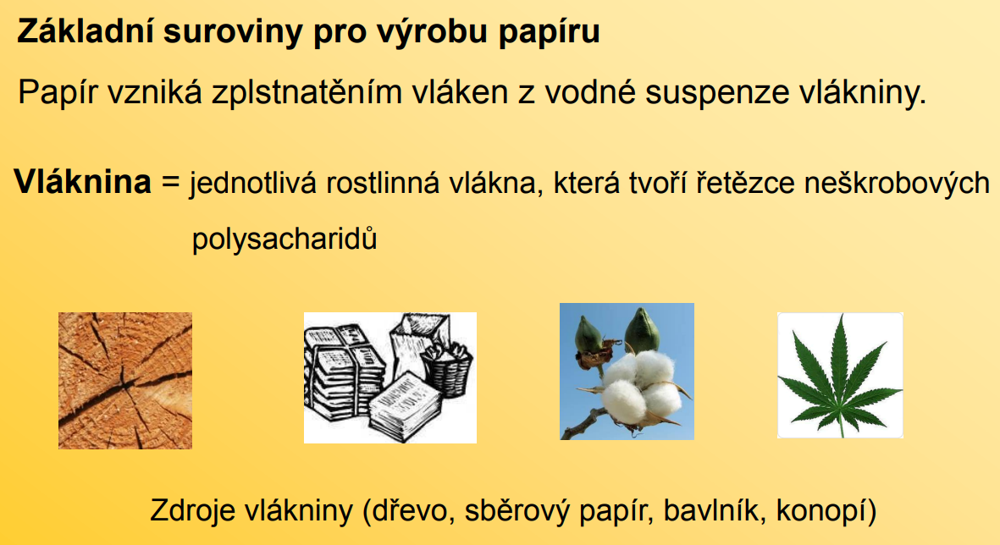 Základní suroviny pro výrobu papíru
Papír vzniká zplstnatěním vláken z vodné suspenze vlákniny.
Vláknina = jednotlivá rostlinná vlákna, která tvoří řetězce neškrobových
polysacharidů
Zdroje vlákniny (dřevo, sběrový papír, bavlník, konopí)